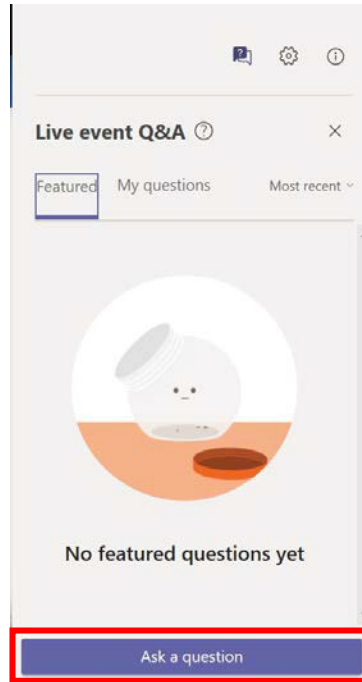 Live event Q&A
Featured My questions Most recent
No featured questions yet
Ask a question